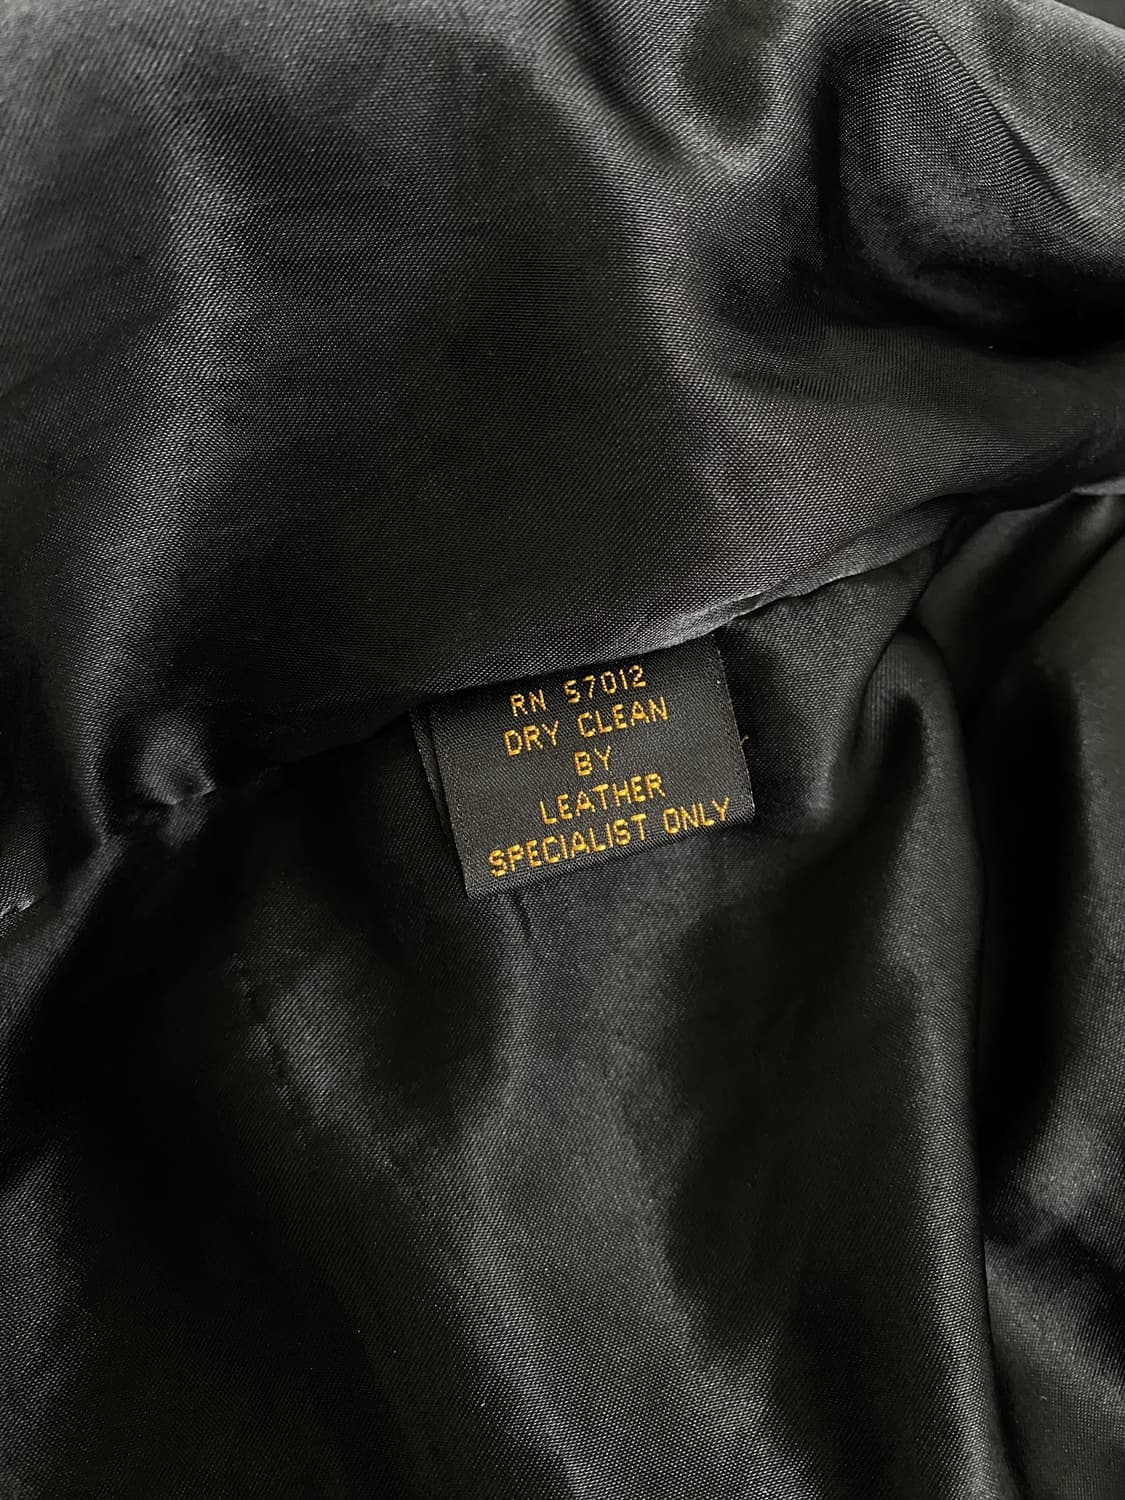 RN 57012
DRY CLEAN
BY
LEATHER
SPECIALIST ONLY